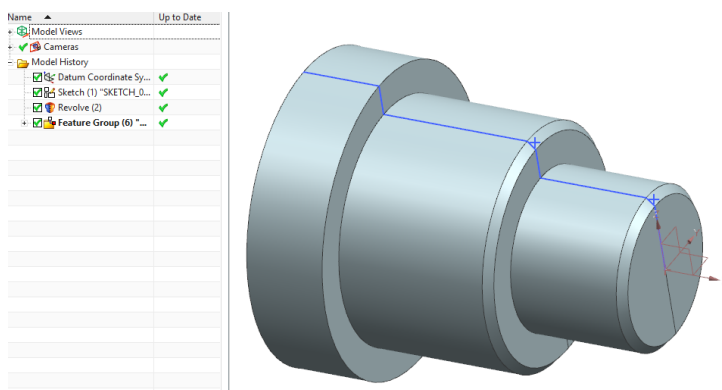 Name Up to Date
Model Views
Cameras
Model History
Datum Coordinate Sy...
Sketch (1) "SKETCH_0...
Revolve (2)
Feature Group (6) "...